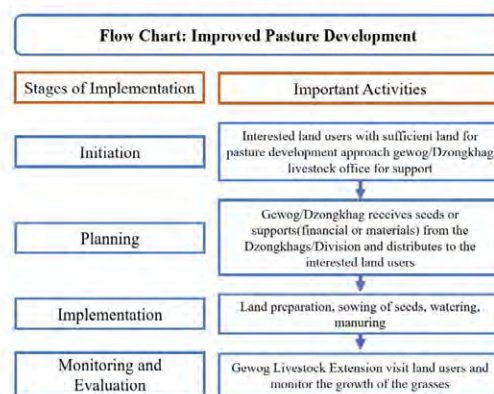 Flow Chart: Improved Pasture Development
Stages of Implementation
Important Activities
Initiation
Interested land users with sufficient land for
pasture development approach gewog/Dzongkhag
livestock office for support
Planning
Gewog/Dzongkhag receives seeds or
supports(financial or materials) from the
Dzongkhags/Division and distributes to the
interested land users
Implementation
Land preparation, sowing of seeds, watering,
manuring
Monitoring and
Evaluation
Gewog Livestock Extension visit land users and
monitor the growth of the grasses